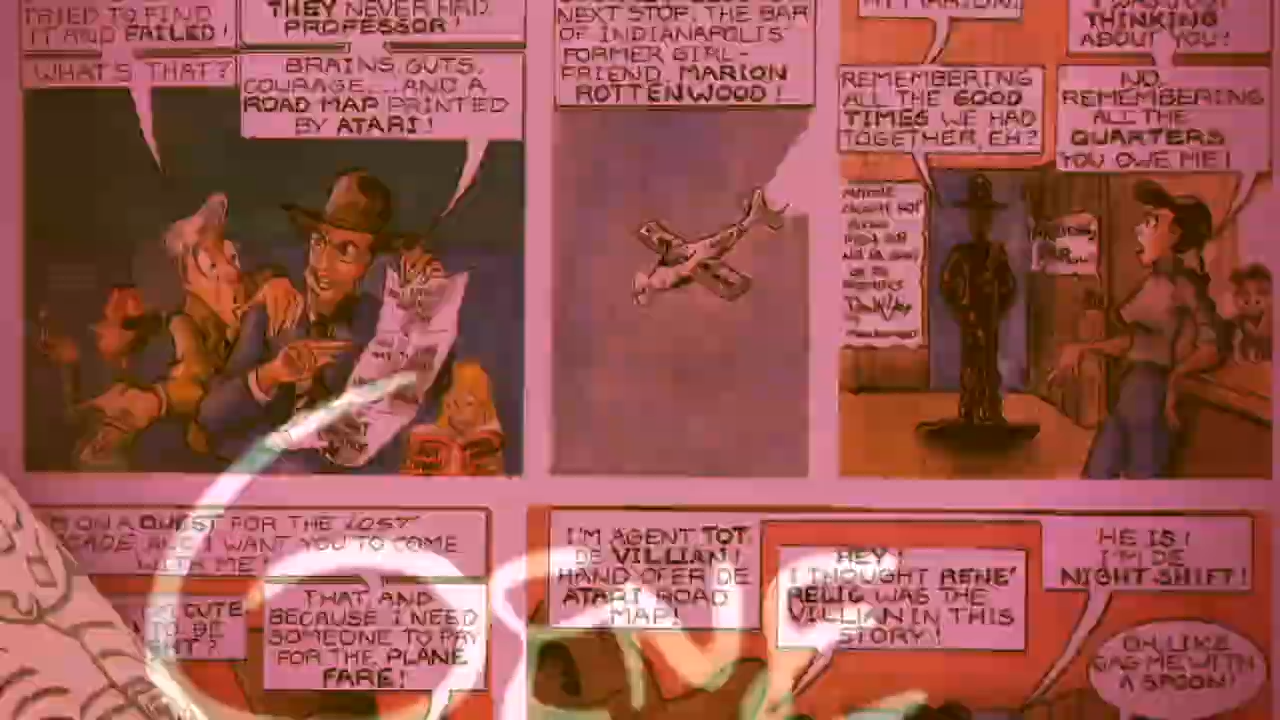 TRIED TO FIND
IT AND FAILED!
WHAT'S THAT?
THEY NEVER HAD,
PROFESSOR!
BRAINS, GUTS,
COURAGE...AND A
ROAD MAP PRINTED
BY ATARI!
NEXT STOP, THE BAR
OF INDIANAPOLIS'
FORMER GIRL-
FRIEND, MARION
ROTTENWOOD!
REMEMBERING
ALL THE GOOD
TIMES WE HAD
TOGETHER, EH?
THINKING
ABOUT YOU!
NO,
REMEMBERING
ALL THE
QUARTERS
YOU OWE ME!
ON A QUEST FOR THE LOST
AND I WANT YOU TO COME
WITH ME!
CUTE
TO BE
THAT, AND
BECAUSE I NEED
SOMEONE TO PAY
FOR THE PLANE
FARE!
I'M AGENT TOT
DE VILLIAN!
HAND OFER DE
ATARI ROAD
MAP!
HEY!
I THOUGHT RENE'
RELIC WAS THE
VILLIAN IN THIS
STORY!
HE IS!
I'M DE
NIGHT SHIFT!
OH, LIKE
GAG ME WITH
A SPOON!